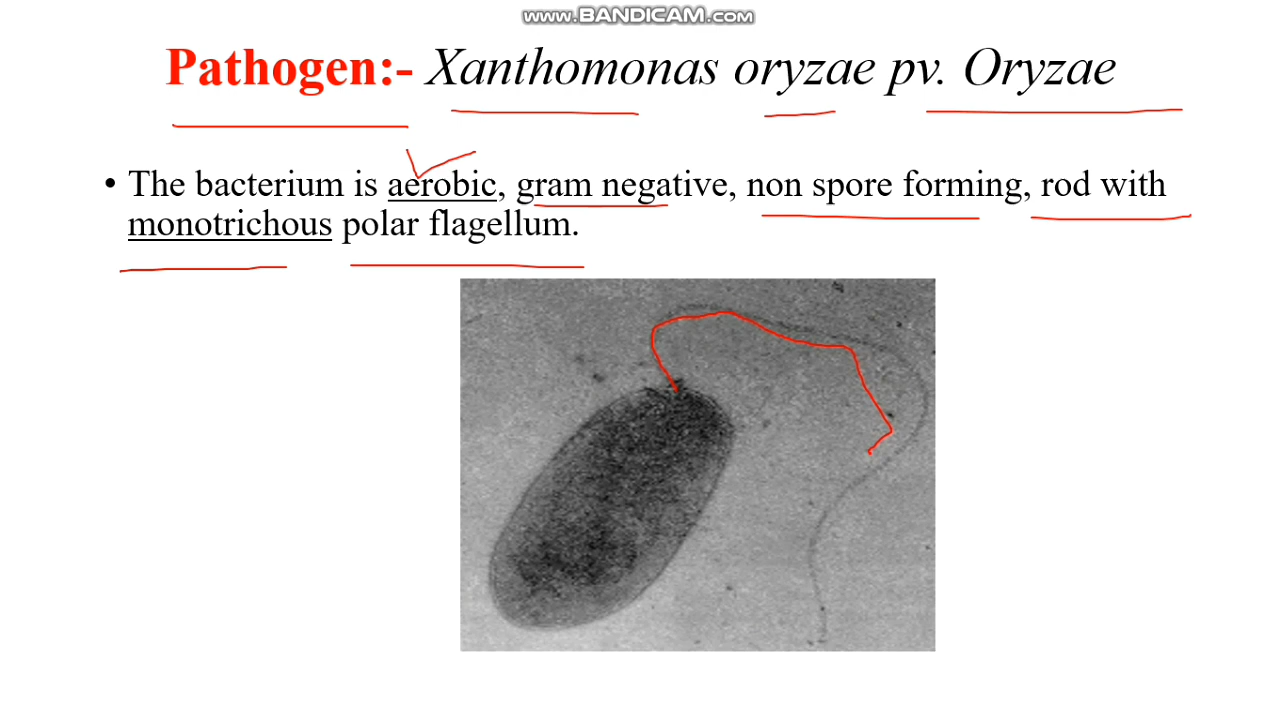 www.BANDICAM.com
Pathogen:- Xanthomonas oryzae pv. Oryzae
• The bacterium is aerobic, gram negative, non spore forming, rod with
monotrichous polar flagellum.